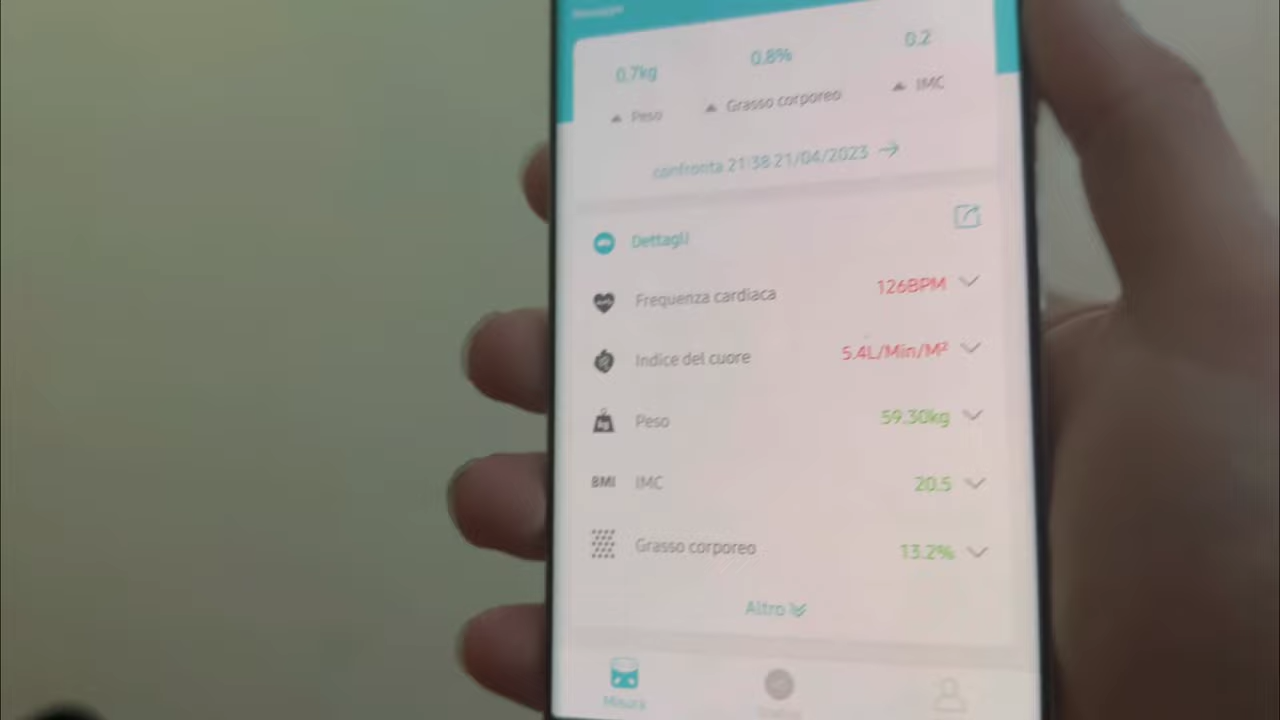 0.7kg 0.8% 0.2
Peso Grasso corporeo IMC
confronta 21:38 21/04/2023
Dettagli
Frequenza cardiaca 126BPM
Indice del cuore 5.4L/Min/M²
Peso 59.30kg
BMI IMC 20.5
Grasso corporeo 13.2%
Altro
Misura